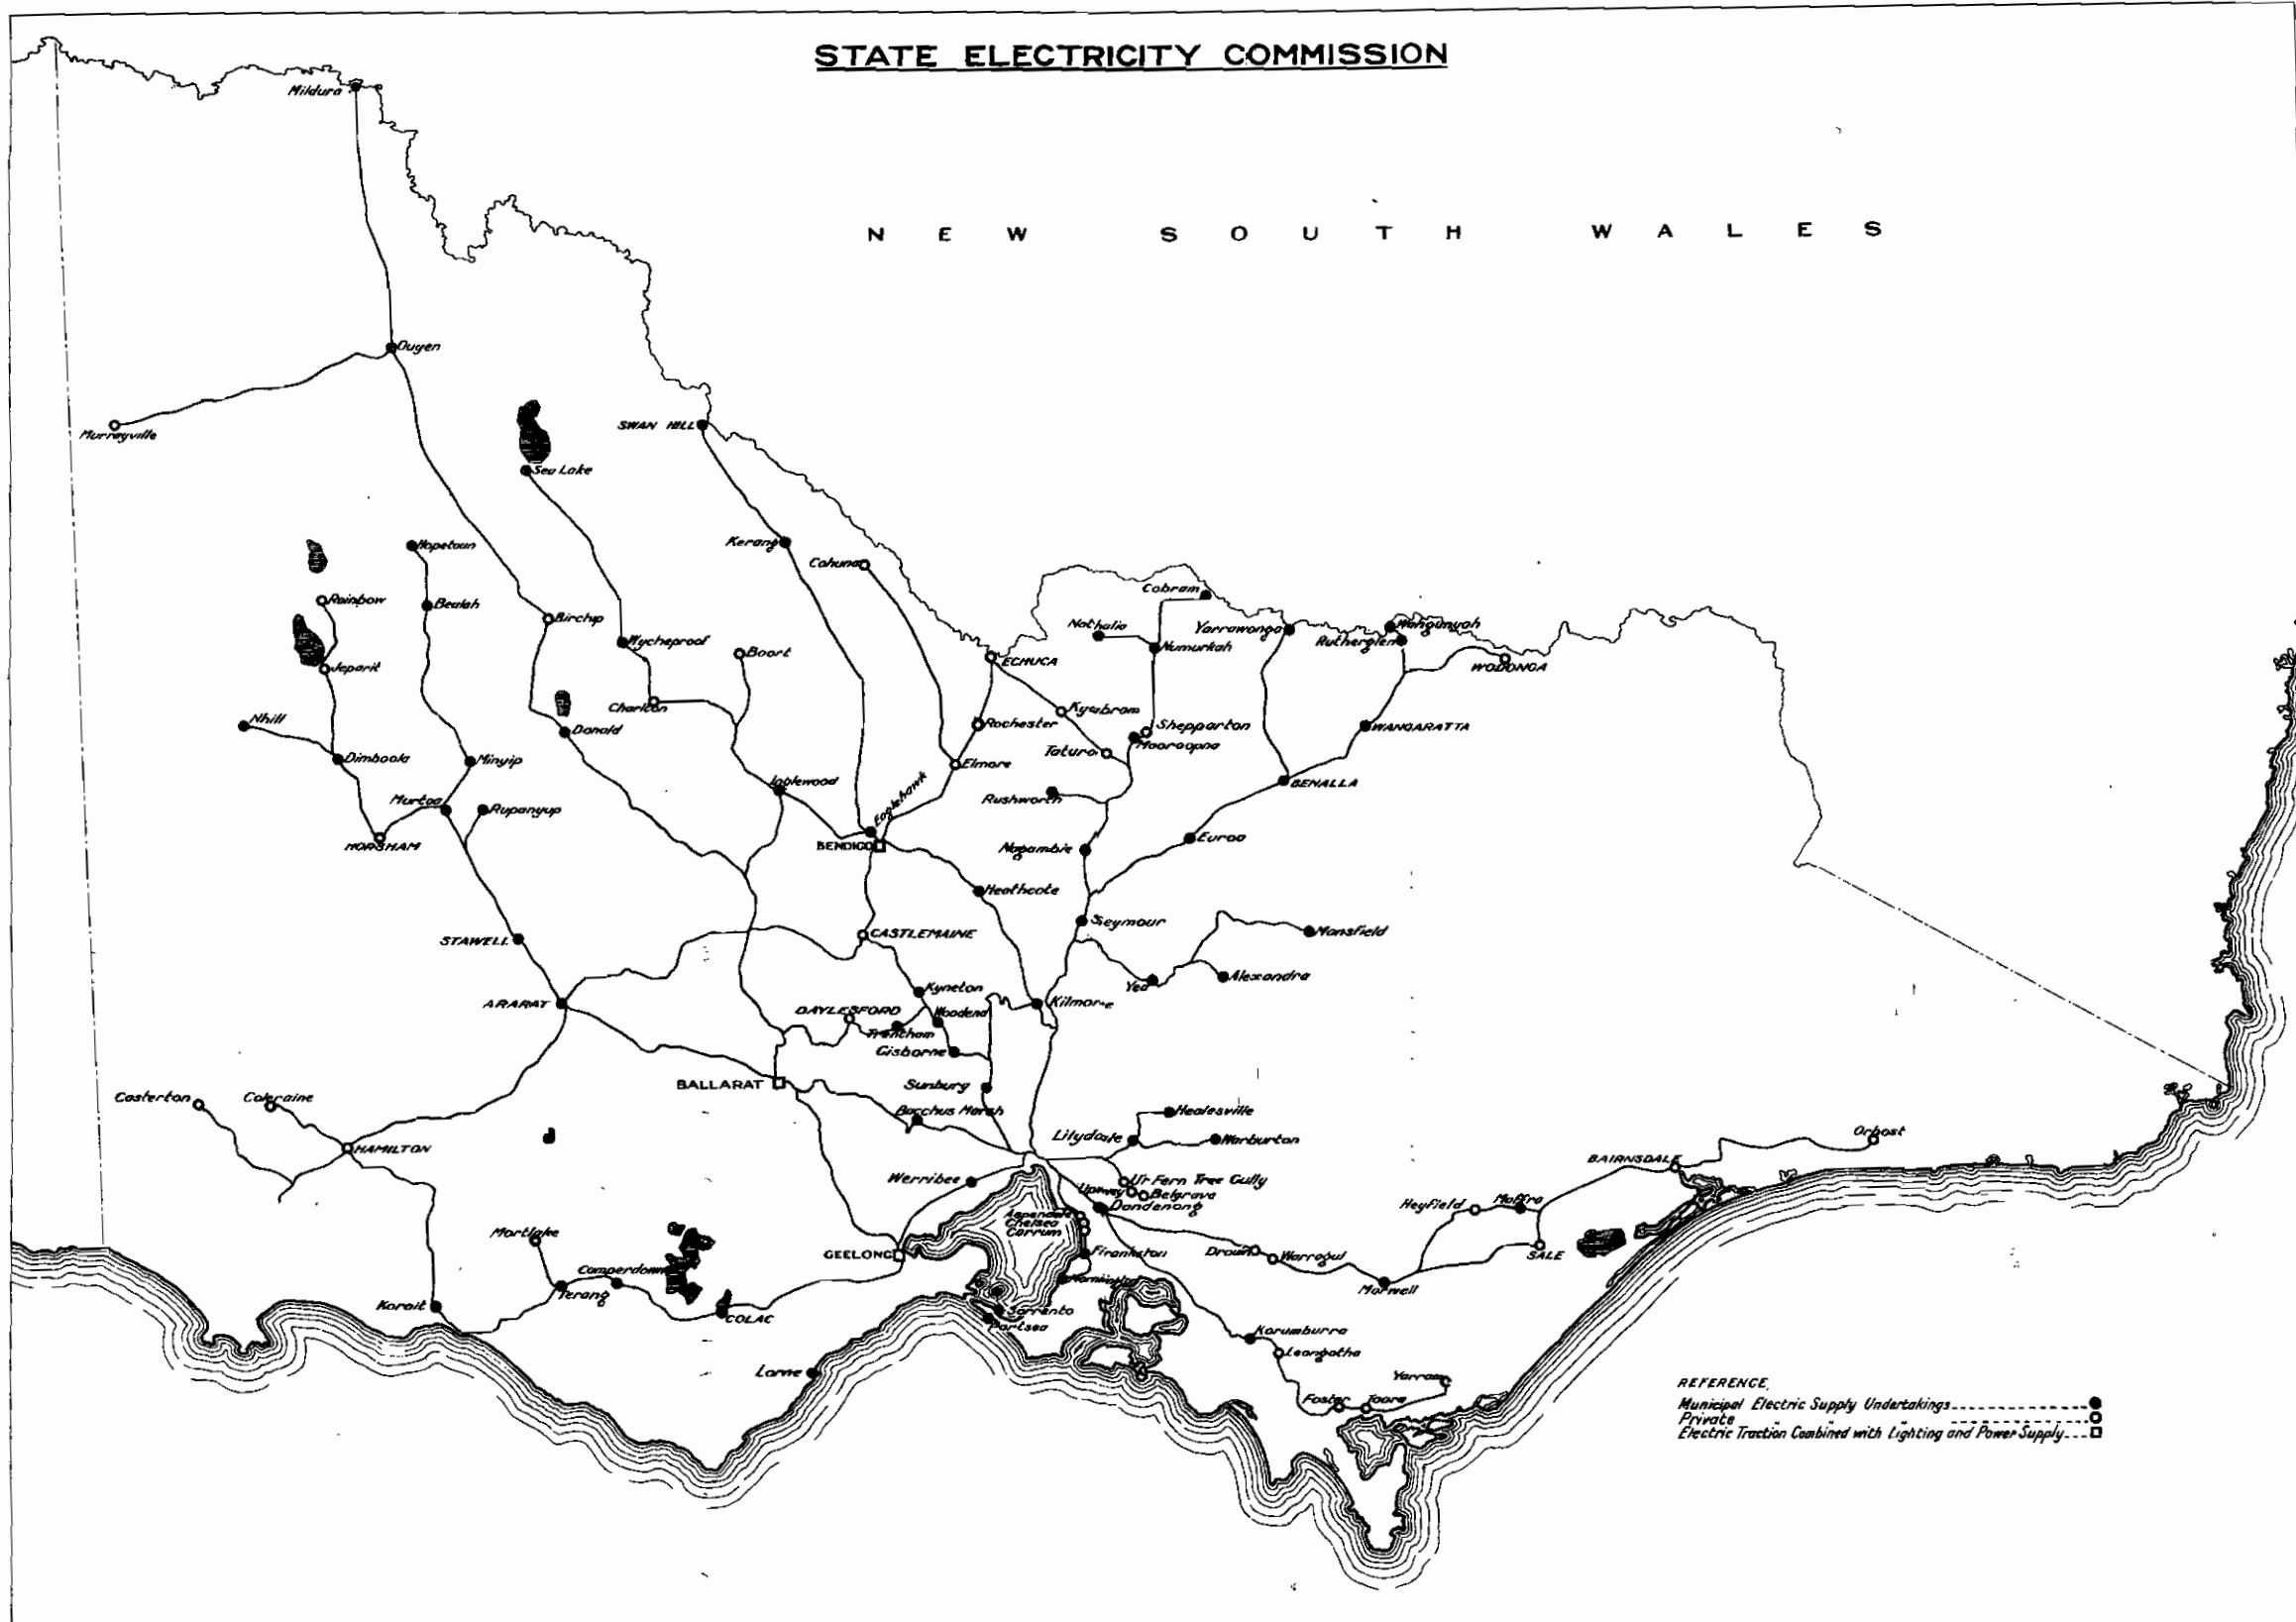 STATE ELECTRICITY COMMISSION
Mildura
NEW SOUTH WALES
Ouyen
Murrayville
SWAN HILL
Sea Lake
Hopetoun
Kerang
Cohuna
Cobram
Rainbow
Beulah
Birchip
Wycheproof
Boort
Nathalia
Numurkah
Yarrawonga
Rutherglen
Wahgunyah
WODONGA
ECHUCA
Jeparit
Charlton
Kyabram
Rochester
Shepparton
Mooroopna
Nhill
Donald
Tatura
WANGARATTA
Dimboola
Minyip
Elmore
Inglewood
Eaglehawk
Rushworth
BENALLA
Murtoa
Rupanyup
HORSHAM
BENDIGO
Euroa
Nagambie
Heathcote
Seymour
Mansfield
STAWELL
CASTLEMAINE
Yea
Alexandra
Kyneton
ARARAT
Kilmore
DAYLESFORD
Woodend
Trentham
Gisborne
BALLARAT
Sunbury
Casterton
Coleraine
Bacchus Marsh
Healesville
Lilydale
Warburton
HAMILTON
Orbost
BAIRNSDALE
Werribee
Ur Fern Tree Gully
Upwey
Belgrave
Dandenong
Heyfield
Maffra
Aspendale
Chelsea
Carrum
Mortlake
GEELONG
Frankston
Drouin
Warragul
SALE
Camperdown
Terang
Mornington
Morwell
Koroit
COLAC
Sorrento
Portsea
Korumburra
Leongatha
Lorne
Yarram
Foster
Toora
REFERENCE.
Municipal Electric Supply Undertakings
Private " " "
Electric Traction Combined with Lighting and Power Supply